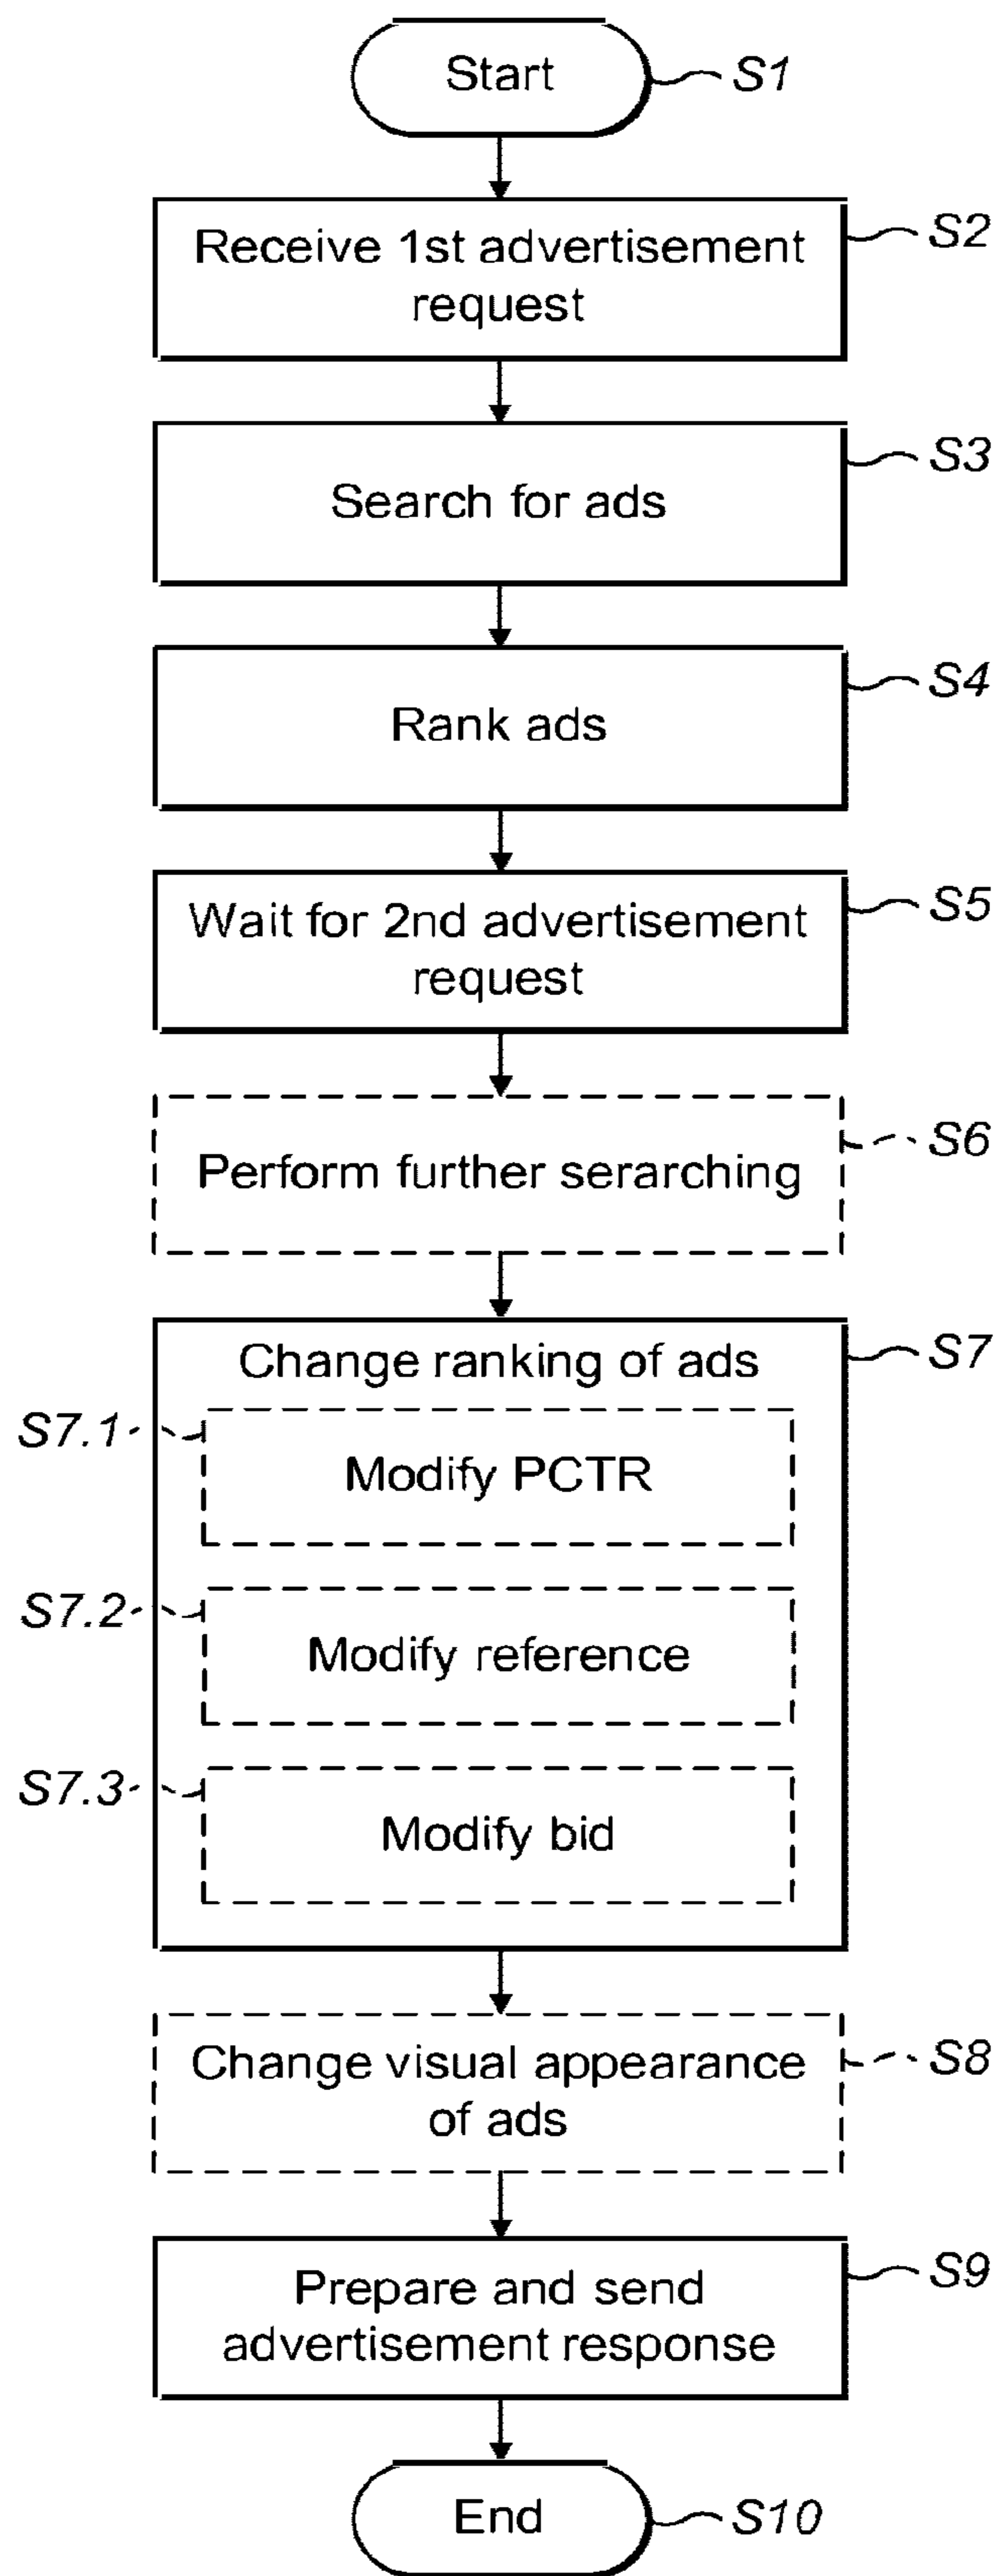 Start
S1
Receive 1st advertisement
request
S2
Search for ads
S3
Rank ads
S4
Wait for 2nd advertisement
request
S5
Perform further serarching
S6
Change ranking of ads
S7
S7.1
Modify PCTR
S7.2
Modify reference
S7.3
Modify bid
Change visual appearance
of ads
S8
Prepare and send
advertisement response
S9
End
S10